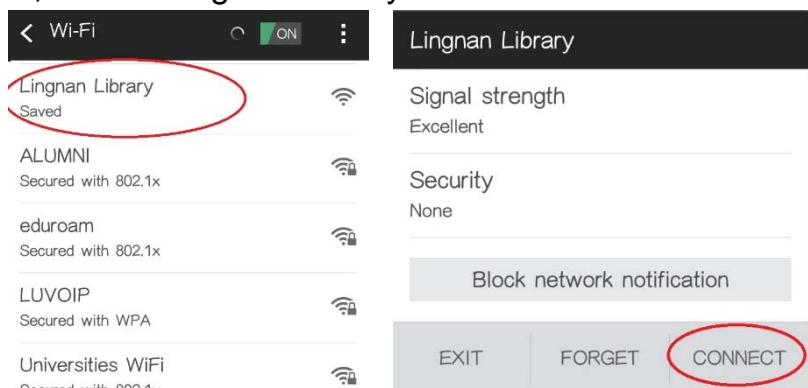 Wi-Fi
ON
Lingnan Library
Saved
ALUMNI
Secured with 802.1x
eduroam
Secured with 802.1x
LUVOIP
Secured with WPA
Universities WiFi
Lingnan Library
Signal strength
Excellent
Security
None
Block network notification
EXIT FORGET CONNECT